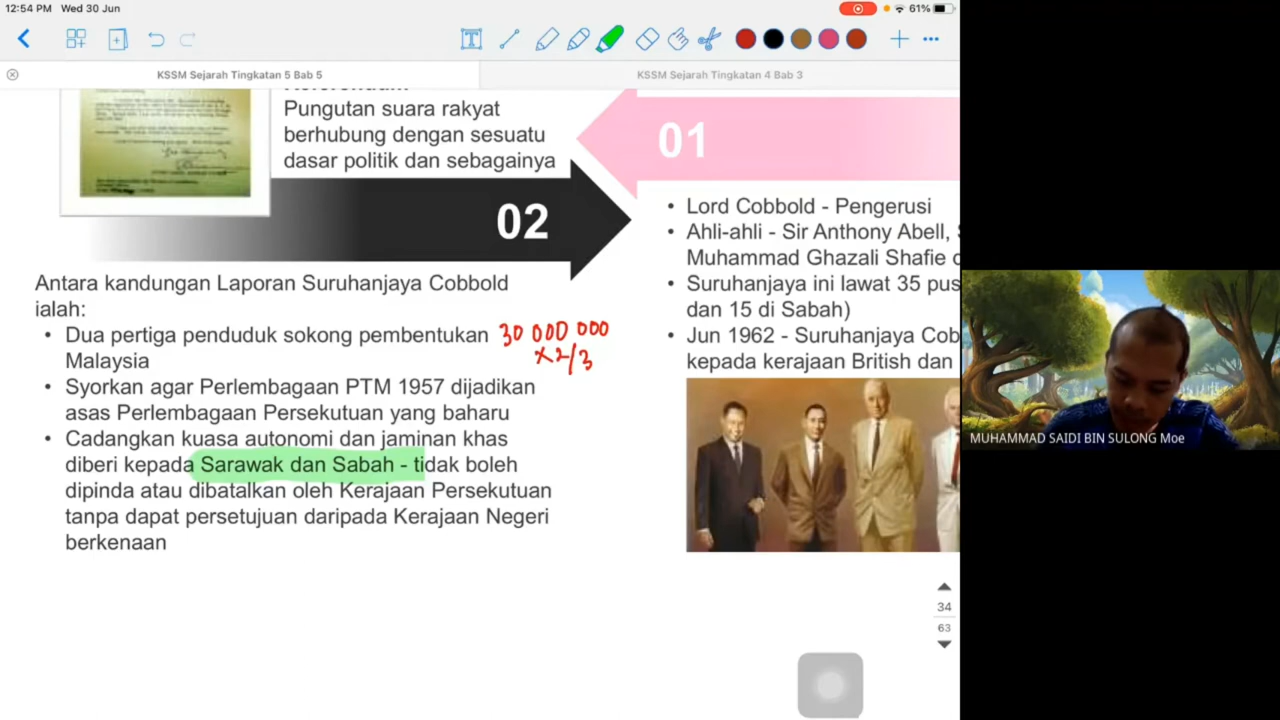 12:54 PM Wed 30 Jun
61%
KSSM Sejarah Tingkatan 5 Bab 5
KSSM Sejarah Tingkatan 4 Bab 3
Pungutan suara rakyat
berhubung dengan sesuatu
dasar politik dan sebagainya
01
02
Antara kandungan Laporan Suruhanjaya Cobbold
ialah:
• Dua pertiga penduduk sokong pembentukan
Malaysia
30 000 000
x2/3
• Syorkan agar Perlembagaan PTM 1957 dijadikan
asas Perlembagaan Persekutuan yang baharu
• Cadangkan kuasa autonomi dan jaminan khas
diberi kepada Sarawak dan Sabah - tidak boleh
dipinda atau dibatalkan oleh Kerajaan Persekutuan
tanpa dapat persetujuan daripada Kerajaan Negeri
berkenaan
• Lord Cobbold - Pengerusi
• Ahli-ahli - Sir Anthony Abell,
Muhammad Ghazali Shafie
• Suruhanjaya ini lawat 35
dan 15 di Sabah)
• Jun 1962 - Suruhanjaya
kepada kerajaan British dan
34
63
MUHAMMAD SAIDI BIN SULONG Moe